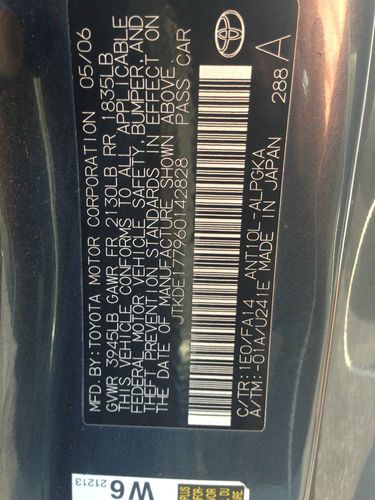 MFD.BY:TOYOTA MOTOR CORPORATION 05/06
GVWR 3945LB GAWR FR 2130LB RR 1835LB
THIS VEHICLE CONFORMS TO ALL APPLICABLE
FEDERAL MOTOR VEHICLE SAFETY, BUMPER, AND
THEFT PREVENTION STANDARDS IN EFFECT ON
THE DATE OF MANUFACTURE SHOWN ABOVE.
JTKDE177960142828 PASS.CAR
C/TR:1E0/FA14 ANT10L-ALPGKA
A/TM:-01A/U241E MADE IN JAPAN
288 A
W6
21213
PLUS
DU